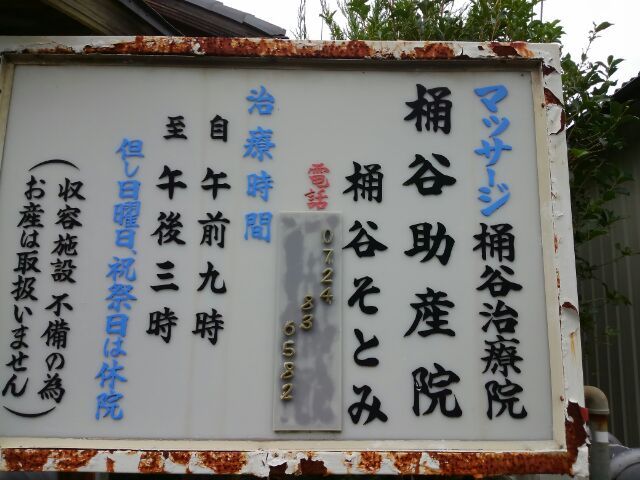 マッサージ 桶谷治療院
桶谷助産院
桶谷そとみ
電話
0724
83
6582
治療時間
自 午前九時
至 午後三時
但し日曜日、祝祭日は休院
(収容施設 不備の為
お産は取扱いません)